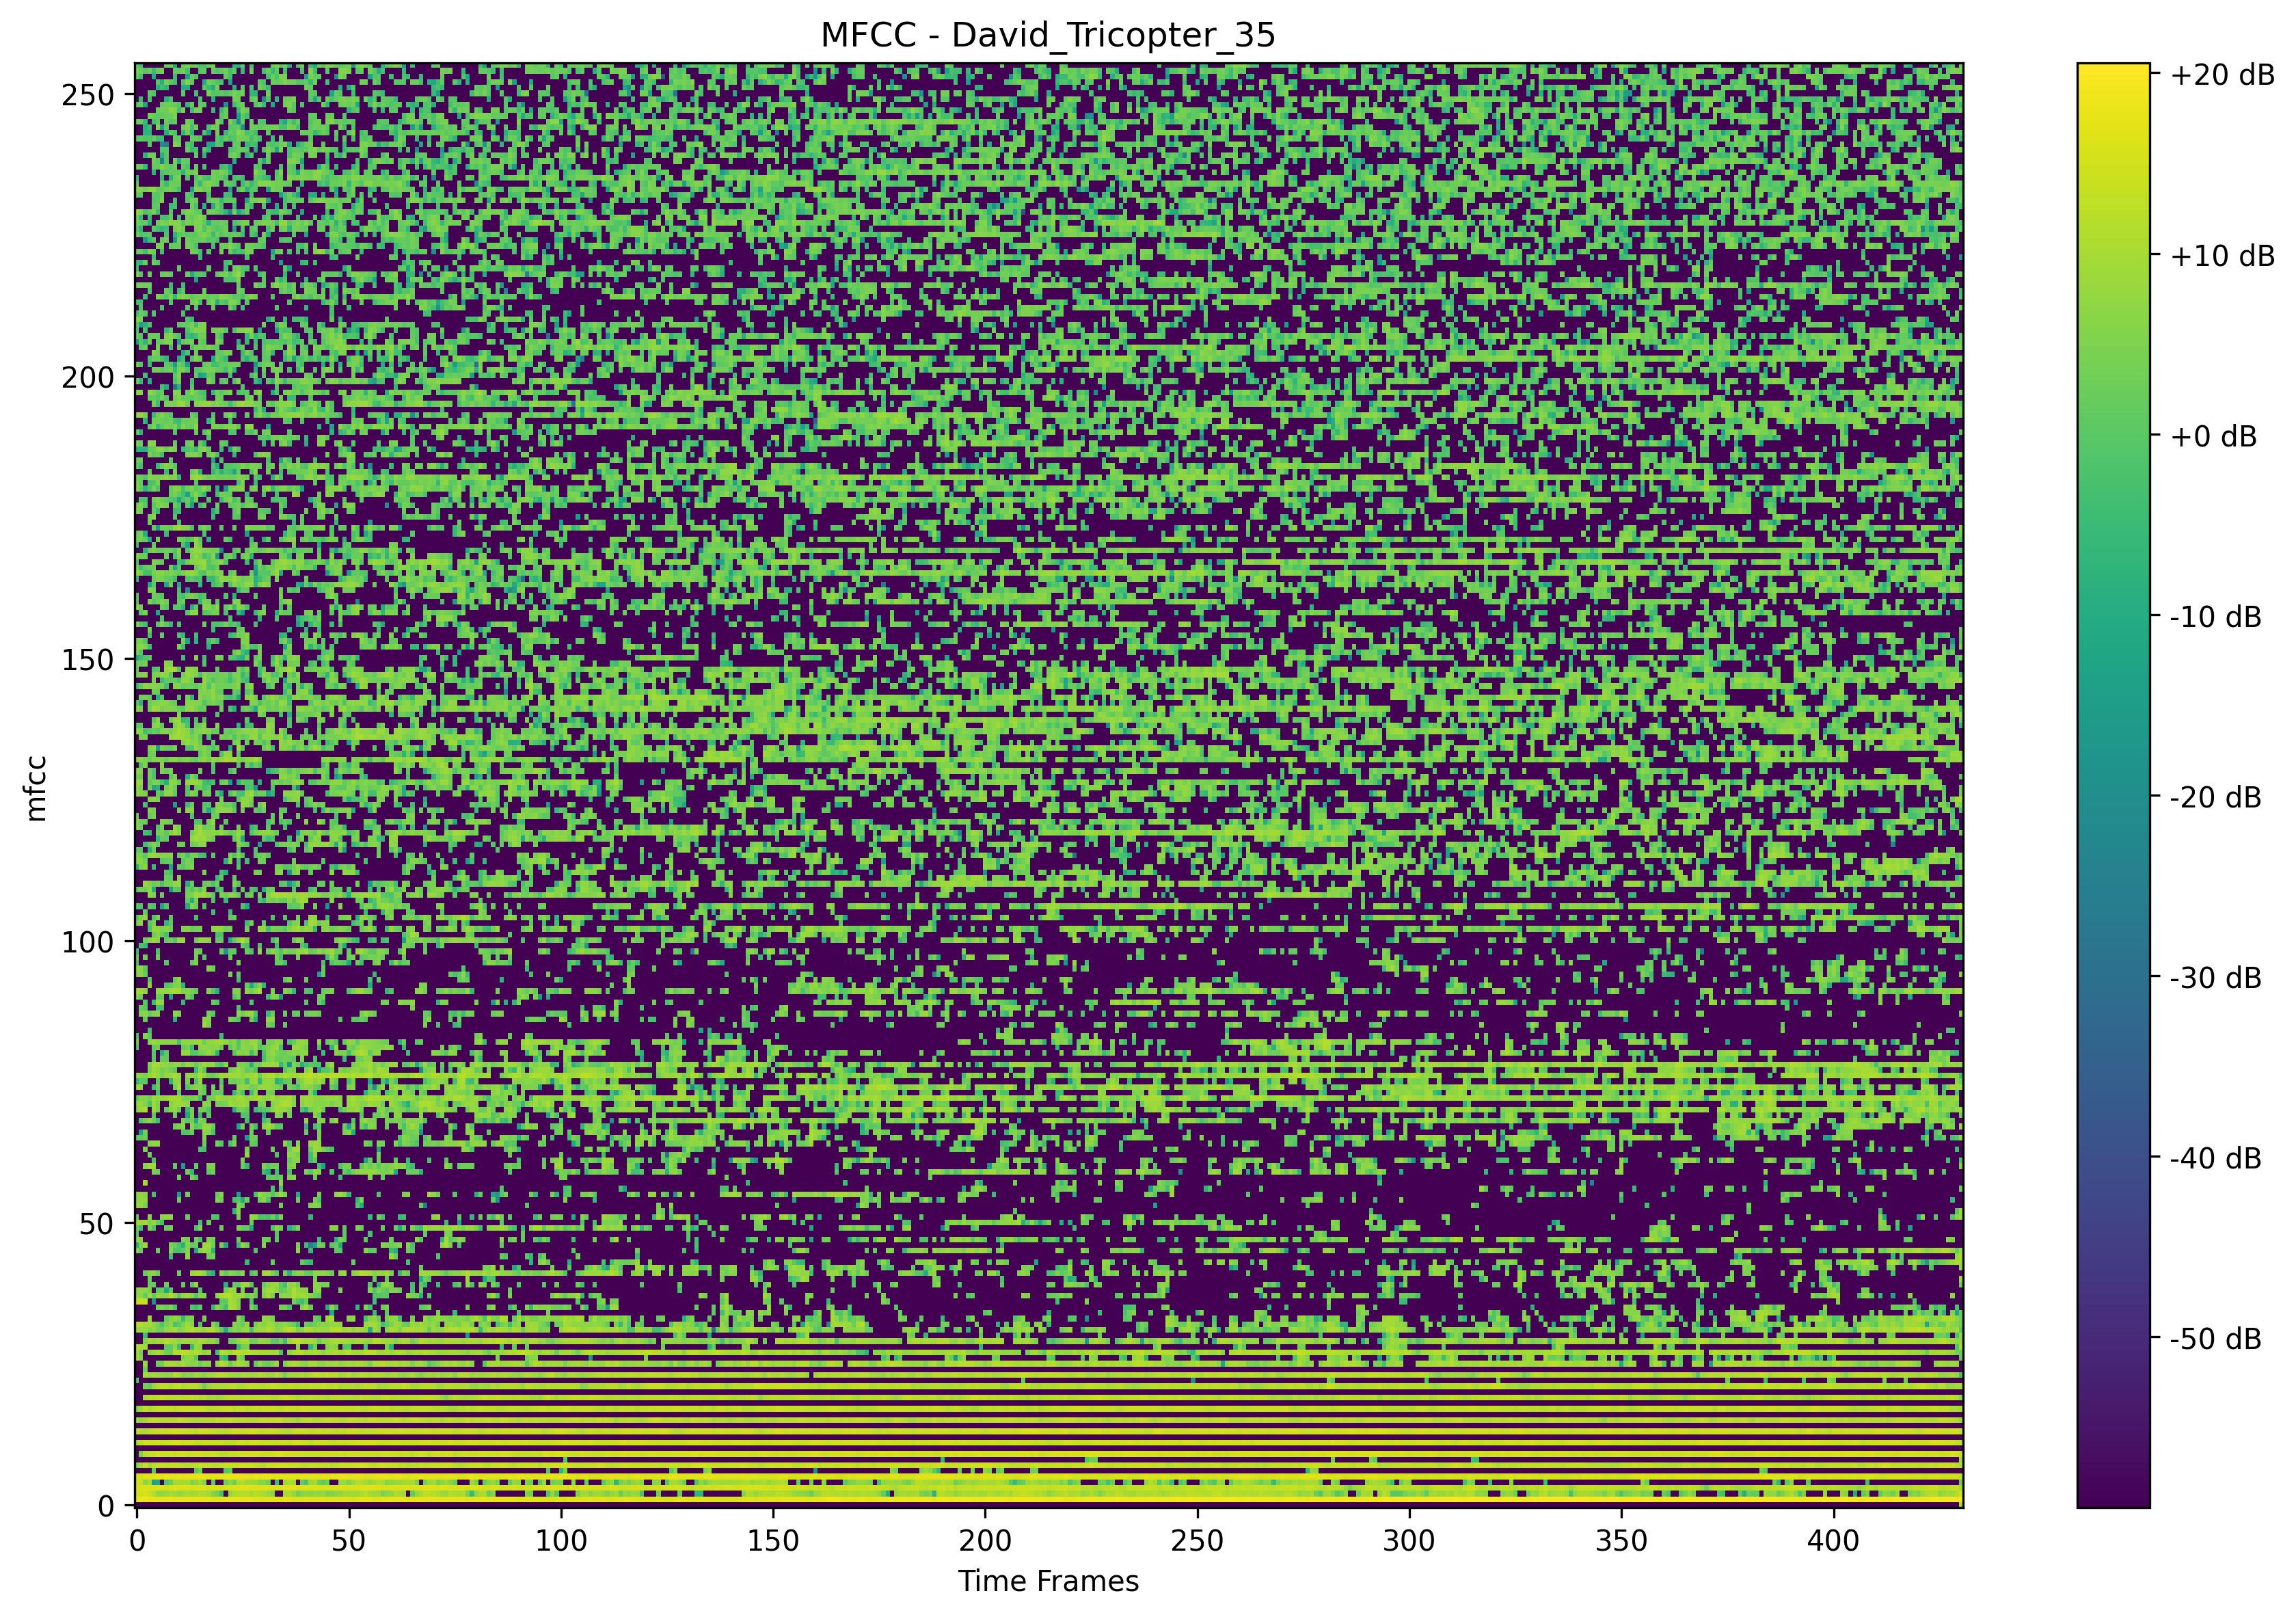 MFCC - David_Tricopter_35
250
200
150
100
50
0
mfcc
0 50 100 150 200 250 300 350 400
Time Frames
+20 dB
+10 dB
+0 dB
-10 dB
-20 dB
-30 dB
-40 dB
-50 dB